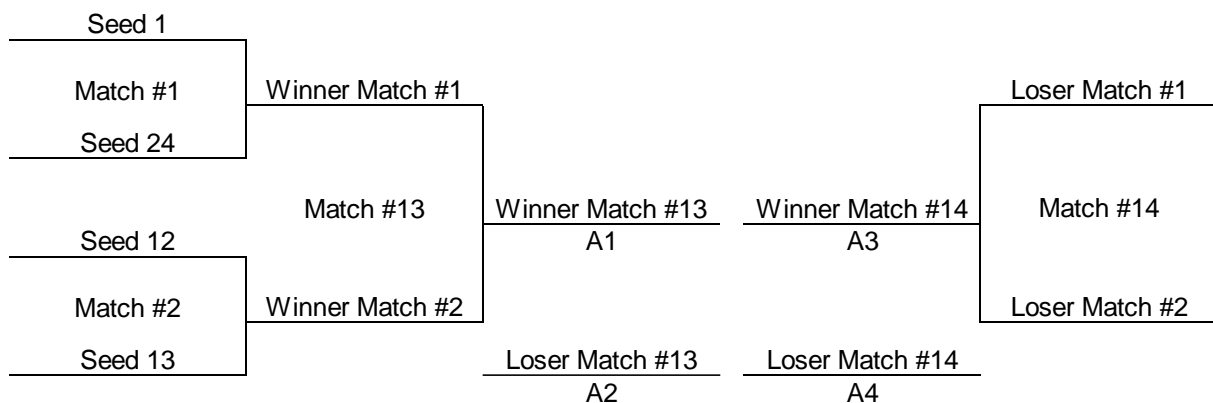 Seed 1
Match #1
Winner Match #1
Loser Match #1
Seed 24
Match #13
Winner Match #13
Winner Match #14
Match #14
A1
A3
Seed 12
Match #2
Winner Match #2
Loser Match #2
Seed 13
Loser Match #13
Loser Match #14
A2
A4